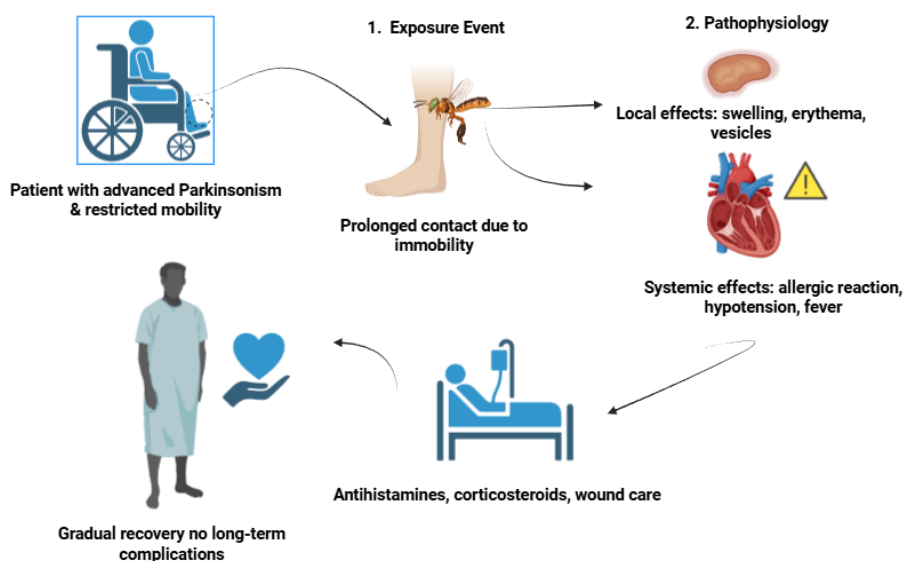 1. Exposure Event
2. Pathophysiology
Local effects: swelling, erythema,
vesicles
Patient with advanced Parkinsonism
& restricted mobility
Prolonged contact due to
immobility
Systemic effects: allergic reaction,
hypotension, fever
Antihistamines, corticosteroids, wound care
Gradual recovery no long-term
complications